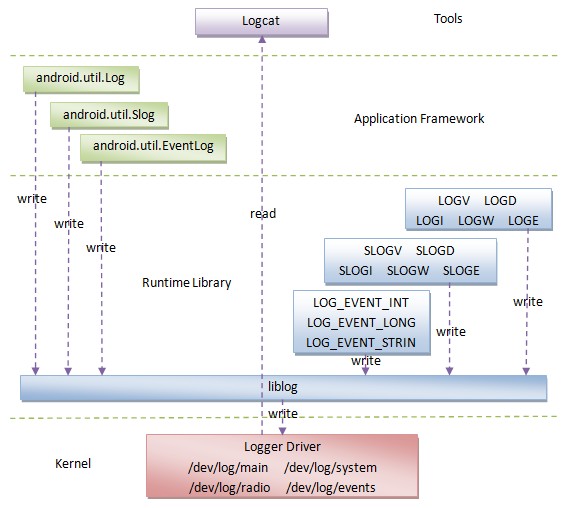 Logcat
Tools
android.util.Log
android.util.Slog
Application Framework
android.util.EventLog
write
write
write
read
LOGV LOGD
LOGI LOGW LOGE
SLOGV SLOGD
SLOGI SLOGW SLOGE
Runtime Library
LOG_EVENT_INT
LOG_EVENT_LONG
LOG_EVENT_STRIN
write
write
write
liblog
write
Logger Driver
Kernel
/dev/log/main /dev/log/system
/dev/log/radio /dev/log/events